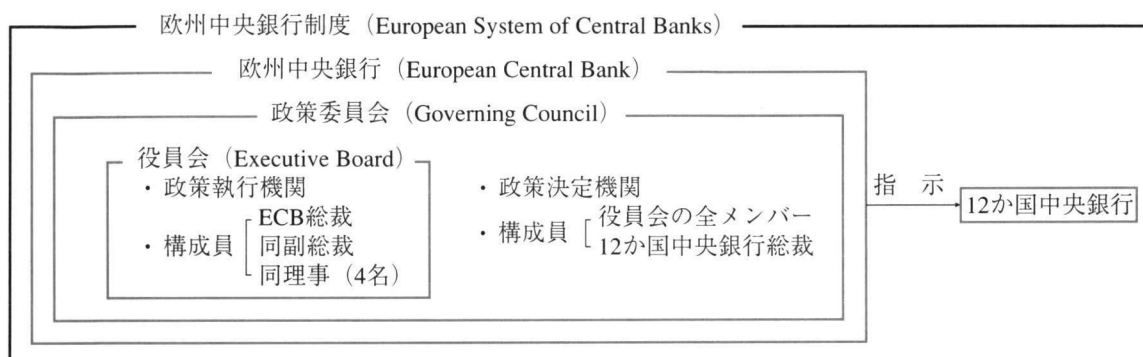 欧州中央銀行制度（European System of Central Banks）
欧州中央銀行（European Central Bank）
政策委員会（Governing Council）
役員会（Executive Board）
・政策執行機関
・構成員
ECB総裁
同副総裁
同理事（4名）
・政策決定機関
・構成員
役員会の全メンバー
12か国中央銀行総裁
指 示
12か国中央銀行